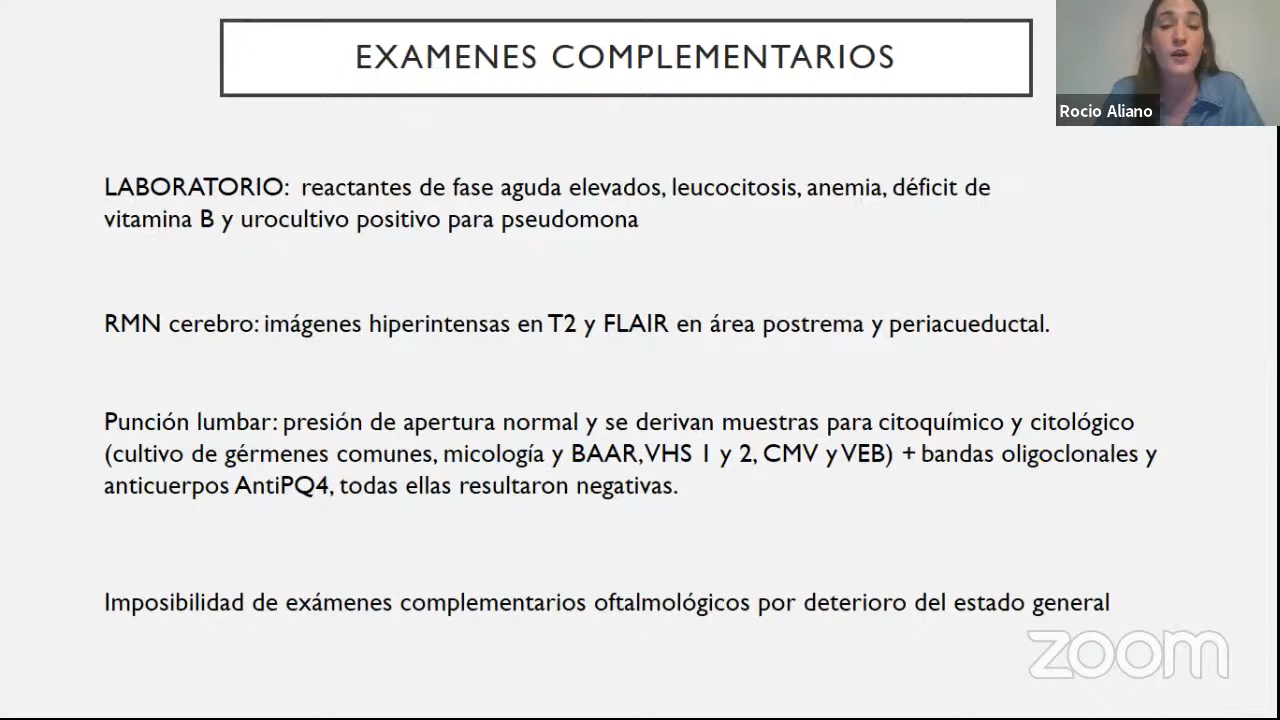 EXAMENES COMPLEMENTARIOS
Rocio Aliano
LABORATORIO: reactantes de fase aguda elevados, leucocitosis, anemia, déficit de
vitamina B y urocultivo positivo para pseudomona
RMN cerebro: imágenes hiperintensas en T2 y FLAIR en área postrema y periacueductal.
Punción lumbar: presión de apertura normal y se derivan muestras para citoquímico y citológico
(cultivo de gérmenes comunes, micología y BAAR, VHS 1 y 2, CMV y VEB) + bandas oligoclonales y
anticuerpos AntiPQ4, todas ellas resultaron negativas.
Imposibilidad de exámenes complementarios oftalmológicos por deterioro del estado general
zoom